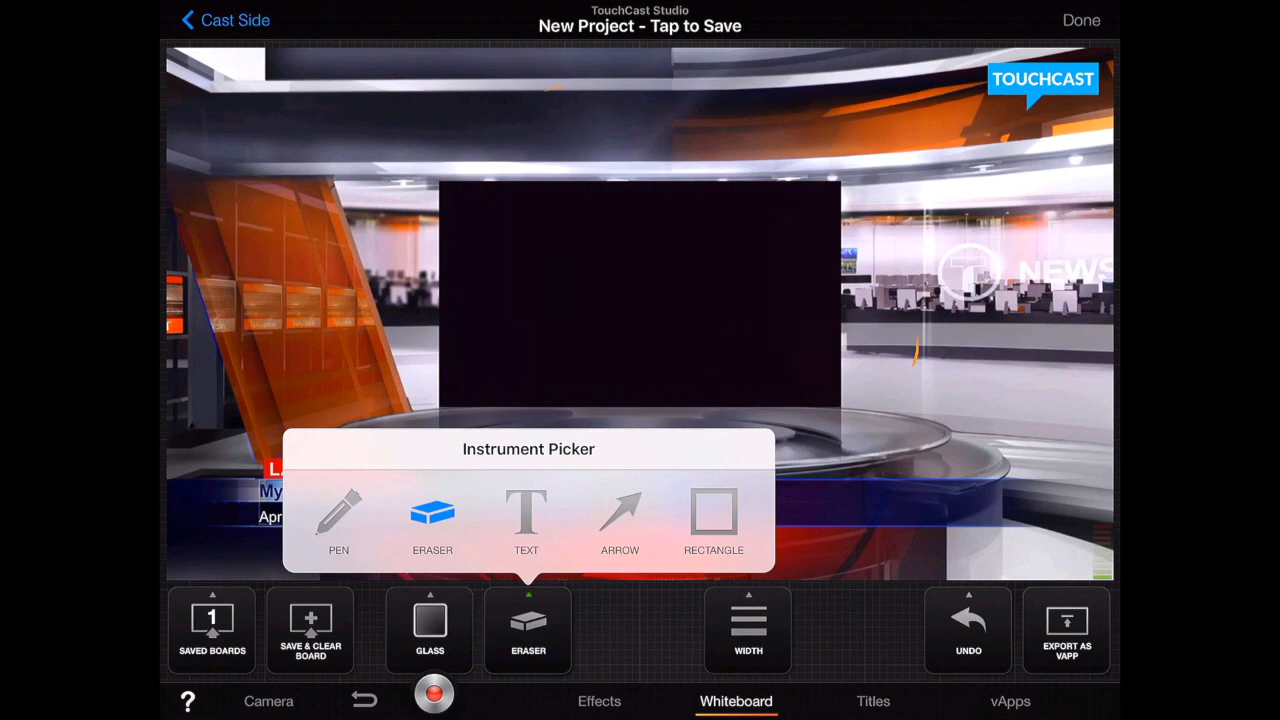 Cast Side
TouchCast Studio
New Project - Tap to Save
Done
TOUCHCAST
NEWS
L
My
Apr
Instrument Picker
PEN
ERASER
TEXT
ARROW
RECTANGLE
1
SAVED BOARDS
SAVE & CLEAR
BOARD
GLASS
ERASER
WIDTH
UNDO
EXPORT AS
VAPP
?
Camera
Effects
Whiteboard
Titles
vApps